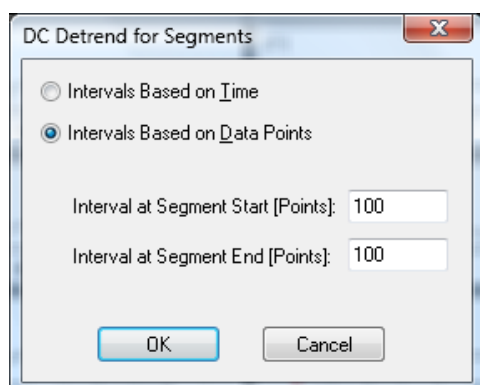 DC Detrend for Segments
Intervals Based on Time
Intervals Based on Data Points
Interval at Segment Start [Points]: 100
Interval at Segment End [Points]: 100
OK Cancel